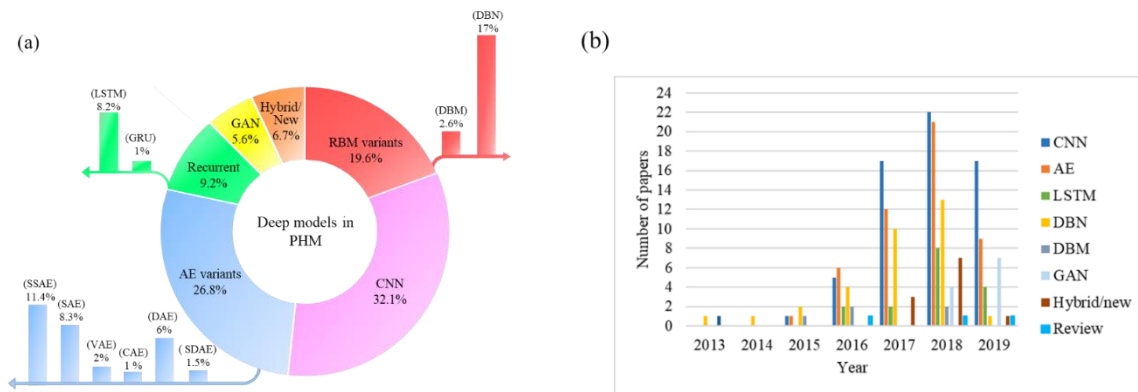 (a)
(DBN)
17%
(DBM)
2.6%
(LSTM)
8.2%
(GRU)
1%
Hybrid/
New
6.7%
GAN
5.6%
RBM variants
19.6%
Recurrent
9.2%
Deep models in
PHM
AE variants
26.8%
CNN
32.1%
(SSAE)
11.4%
(SAE)
8.3%
(VAE)
2%
(CAE)
1 %
(DAE)
6%
( SDAE)
1.5%
(b)
Number of papers
24
22
20
18
16
14
12
10
8
6
4
2
0
2013 2014 2015 2016 2017 2018 2019
Year
CNN
AE
LSTM
DBN
DBM
GAN
Hybrid/new
Review